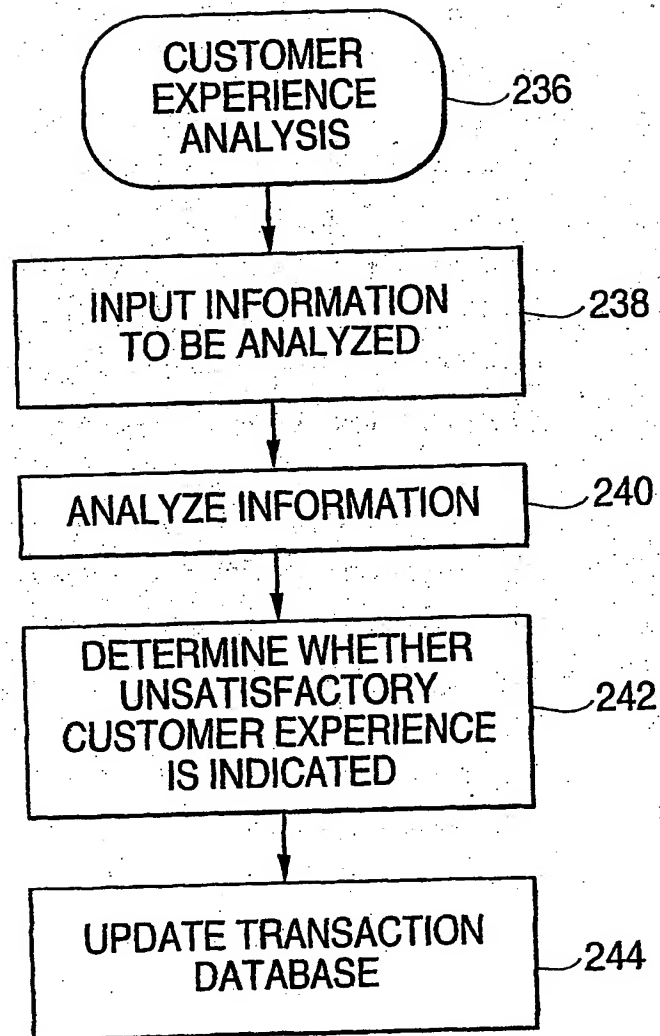 CUSTOMER
EXPERIENCE
ANALYSIS
236
INPUT INFORMATION
TO BE ANALYZED
238
ANALYZE INFORMATION
240
DETERMINE WHETHER
UNSATISFACTORY
CUSTOMER EXPERIENCE
IS INDICATED
242
UPDATE TRANSACTION
DATABASE
244